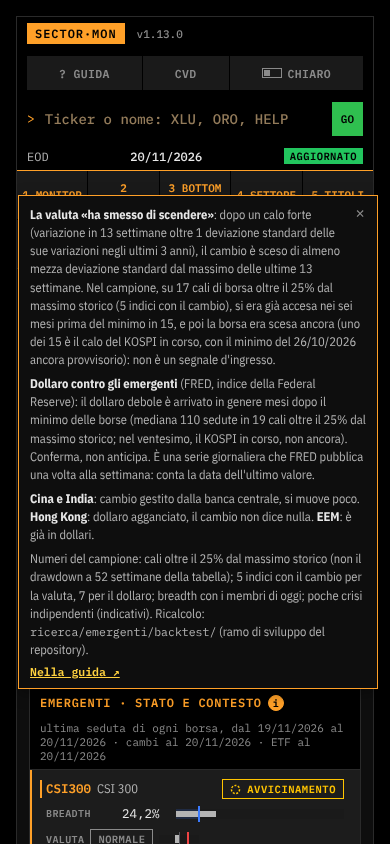 SECTOR·MON v1.13.0
? GUIDA CVD CHIARO
> Ticker o nome: XLU, ORO, HELP GO
EOD 20/11/2026 AGGIORNATO
1 MONITOR 2 3 BOTTOM 4 SETTORE 5 TITOLI
La valuta «ha smesso di scendere»: dopo un calo forte ×
(variazione in 13 settimane oltre 1 deviazione standard delle
sue variazioni negli ultimi 3 anni), il cambio è sceso di almeno
mezza deviazione standard dal massimo delle ultime 13
settimane. Nel campione, su 17 cali di borsa oltre il 25% dal
massimo storico (5 indici con il cambio), si era già accesa nei sei
mesi prima del minimo in 15, e poi la borsa era scesa ancora (uno
dei 15 è il calo del KOSPI in corso, con il minimo del 26/10/2026
ancora provvisorio): non è un segnale d'ingresso.
Dollaro contro gli emergenti (FRED, indice della Federal
Reserve): il dollaro debole è arrivato in genere mesi dopo il
minimo delle borse (mediana 110 sedute in 19 cali oltre il 25% dal
massimo storico; nel ventesimo, il KOSPI in corso, non ancora).
Conferma, non anticipa. È una serie giornaliera che FRED pubblica
una volta alla settimana: conta la data dell'ultimo valore.
Cina e India: cambio gestito dalla banca centrale, si muove poco.
Hong Kong: dollaro agganciato, il cambio non dice nulla. EEM: è
già in dollari.
Numeri del campione: cali oltre il 25% dal massimo storico (non il
drawdown a 52 settimane della tabella); 5 indici con il cambio per
la valuta, 7 per il dollaro; breadth con i membri di oggi; poche crisi
indipendenti (indicativi). Ricalcolo:
ricerca/emergenti/backtest/ (ramo di sviluppo del
repository).
Nella guida ↗
EMERGENTI · STATO E CONTESTO i
ultima seduta di ogni borsa, dal 19/11/2026 al
20/11/2026 · cambi al 20/11/2026 · ETF al
20/11/2026
CSI300 CSI 300 AVVICINAMENTO
BREADTH 24,2%
VALUTA NORMALE